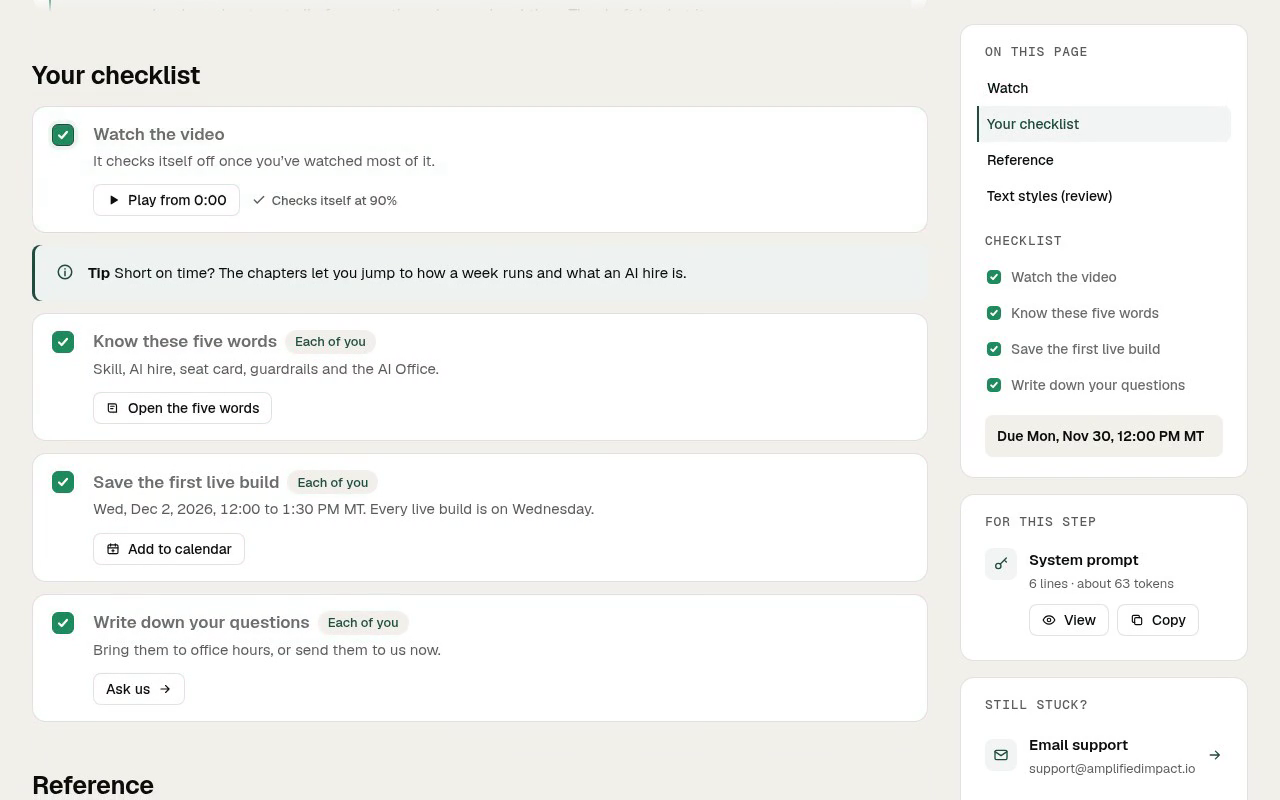 Your checklist
Watch the video
It checks itself off once you’ve watched most of it.
Play from 0:00
Checks itself at 90%
Tip Short on time? The chapters let you jump to how a week runs and what an AI hire is.
Know these five words
Each of you
Skill, AI hire, seat card, guardrails and the AI Office.
Open the five words
Save the first live build
Each of you
Wed, Dec 2, 2026, 12:00 to 1:30 PM MT. Every live build is on Wednesday.
Add to calendar
Write down your questions
Each of you
Bring them to office hours, or send them to us now.
Ask us
Reference
ON THIS PAGE
Watch
Your checklist
Reference
Text styles (review)
CHECKLIST
Watch the video
Know these five words
Save the first live build
Write down your questions
Due Mon, Nov 30, 12:00 PM MT
FOR THIS STEP
System prompt
6 lines · about 63 tokens
View
Copy
STILL STUCK?
Email support
support@amplifiedimpact.io